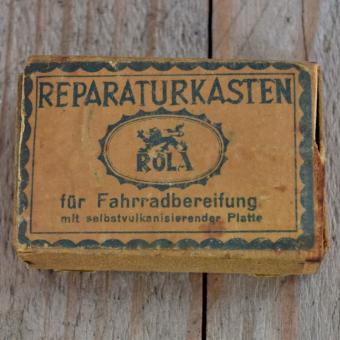 REPARATURKASTEN
ROLA
für Fahrradbereifung
mit selbstvulkanisierender Platte